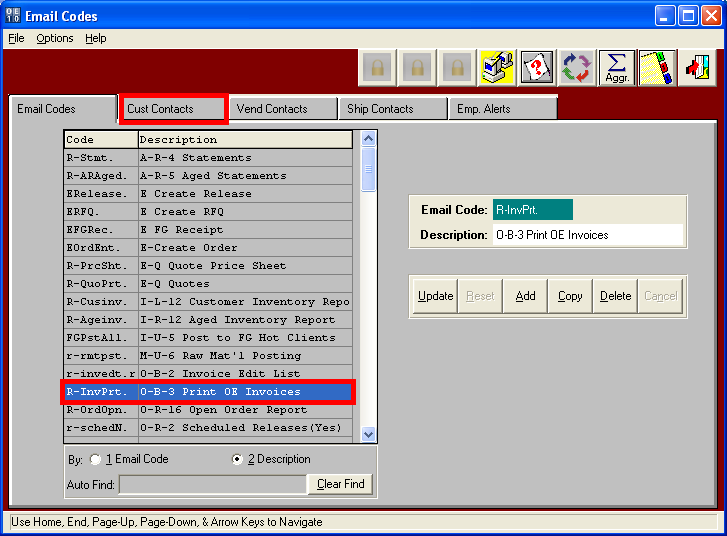 OE 10 Email Codes
File Options Help
Σ Aggr.
Email Codes Cust Contacts Vend Contacts Ship Contacts Emp. Alerts
Code Description
R-Stmt. A-R-4 Statements
R-ARAged. A-R-5 Aged Statements
ERelease. E Create Release
ERFQ. E Create RFQ
EFGRec. E FG Receipt
EOrdEnt. E-Create Order
R-PrcSht. E-Q Quote Price Sheet
R-QuoPrt. E-Q Quotes
R-Cusinv. I-L-12 Customer Inventory Repo
R-Ageinv. I-R-12 Aged Inventory Report
FGPstAll. I-U-5 Post to FG Hot Clients
r-rmtpst. M-U-6 Raw Mat'l Posting
r-invedt.r O-B-2 Invoice Edit List
R-InvPrt. O-B-3 Print OE Invoices
R-OrdOpn. O-R-16 Open Order Report
r-schedN. O-R-2 Scheduled Releases(Yes)
By: 1 Email Code 2 Description
Auto Find: Clear Find
Email Code: R-InvPrt.
Description: O-B-3 Print OE Invoices
Update Reset Add Copy Delete Cancel
Use Home, End, Page-Up, Page-Down, & Arrow Keys to Navigate